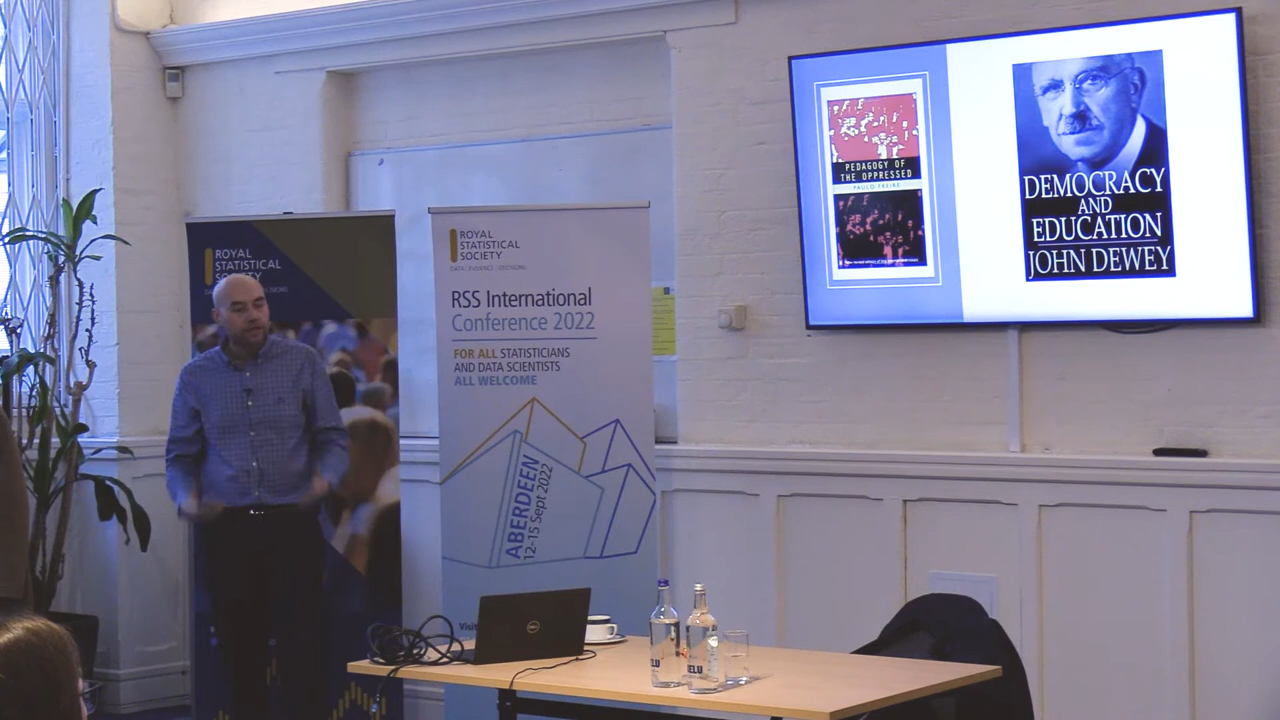 ROYAL
STATISTICAL
SOCIETY
ROYAL
STATISTICAL
SOCIETY
DATA | EVIDENCE | DECISIONS
RSS International
Conference 2022
FOR ALL STATISTICIANS
AND DATA SCIENTISTS
ALL WELCOME
ABERDEEN
12-15 Sept 2022
Visit
PEDAGOGY OF
THE OPPRESSED
PAULO FREIRE
DEMOCRACY
AND
EDUCATION
JOHN DEWEY
DELL